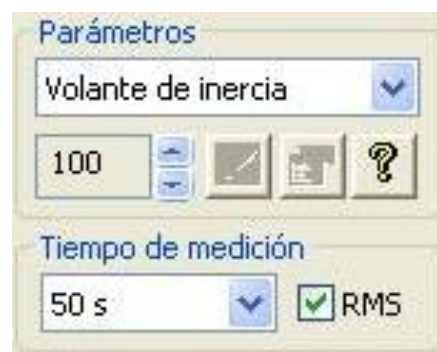 Parámetros
Volante de inercia
100 ?
Tiempo de medición
50 s RMS